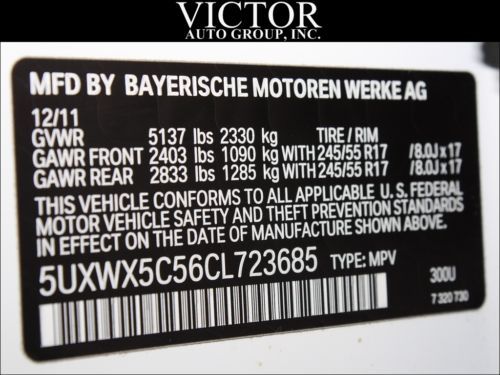 VICTOR
AUTO GROUP, INC.
MFD BY BAYERISCHE MOTOREN WERKE AG
12/11
GVWR 5137 lbs 2330 kg TIRE / RIM
GAWR FRONT 2403 lbs 1090 kg WITH 245/55 R17 /8.0J x 17
GAWR REAR 2833 lbs 1285 kg WITH 245/55 R17 /8.0J x 17
THIS VEHICLE CONFORMS TO ALL APPLICABLE U.S. FEDERAL
MOTOR VEHICLE SAFETY AND THEFT PREVENTION STANDARDS
IN EFFECT ON THE DATE OF MANUFACTURE SHOWN ABOVE.
5UXWX5C56CL723685 TYPE: MPV
300U
7 320 730